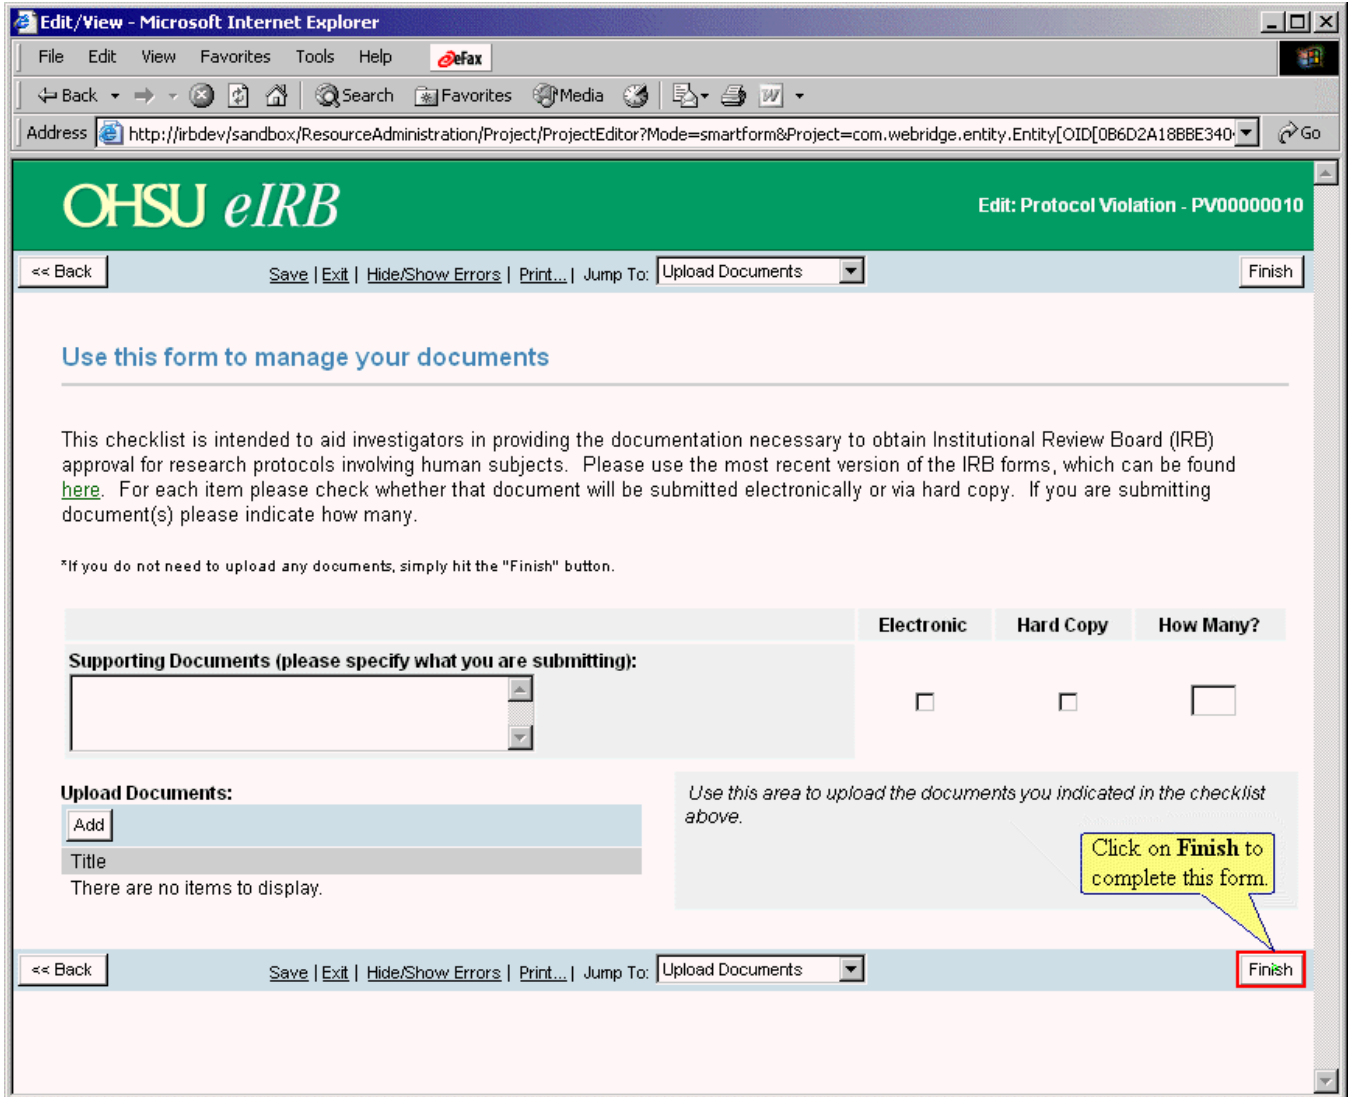 Edit/View - Microsoft Internet Explorer
File Edit View Favorites Tools Help eFax
Back Search Favorites Media
Address http://irbdev/sandbox/ResourceAdministration/Project/ProjectEditor?Mode=smartform&Project=com.webridge.entity.Entity[OID[0B6D2A18BBE340 Go
OHSU eIRB
Edit: Protocol Violation - PV00000010
<< Back Save | Exit | Hide/Show Errors | Print... | Jump To: Upload Documents Finish
Use this form to manage your documents
This checklist is intended to aid investigators in providing the documentation necessary to obtain Institutional Review Board (IRB)
approval for research protocols involving human subjects. Please use the most recent version of the IRB forms, which can be found
here. For each item please check whether that document will be submitted electronically or via hard copy. If you are submitting
document(s) please indicate how many.
*If you do not need to upload any documents, simply hit the "Finish" button.
Electronic Hard Copy How Many?
Supporting Documents (please specify what you are submitting):
Upload Documents:
Add
Title
There are no items to display.
Use this area to upload the documents you indicated in the checklist
above.
Click on Finish to
complete this form.
<< Back Save | Exit | Hide/Show Errors | Print... | Jump To: Upload Documents Finish